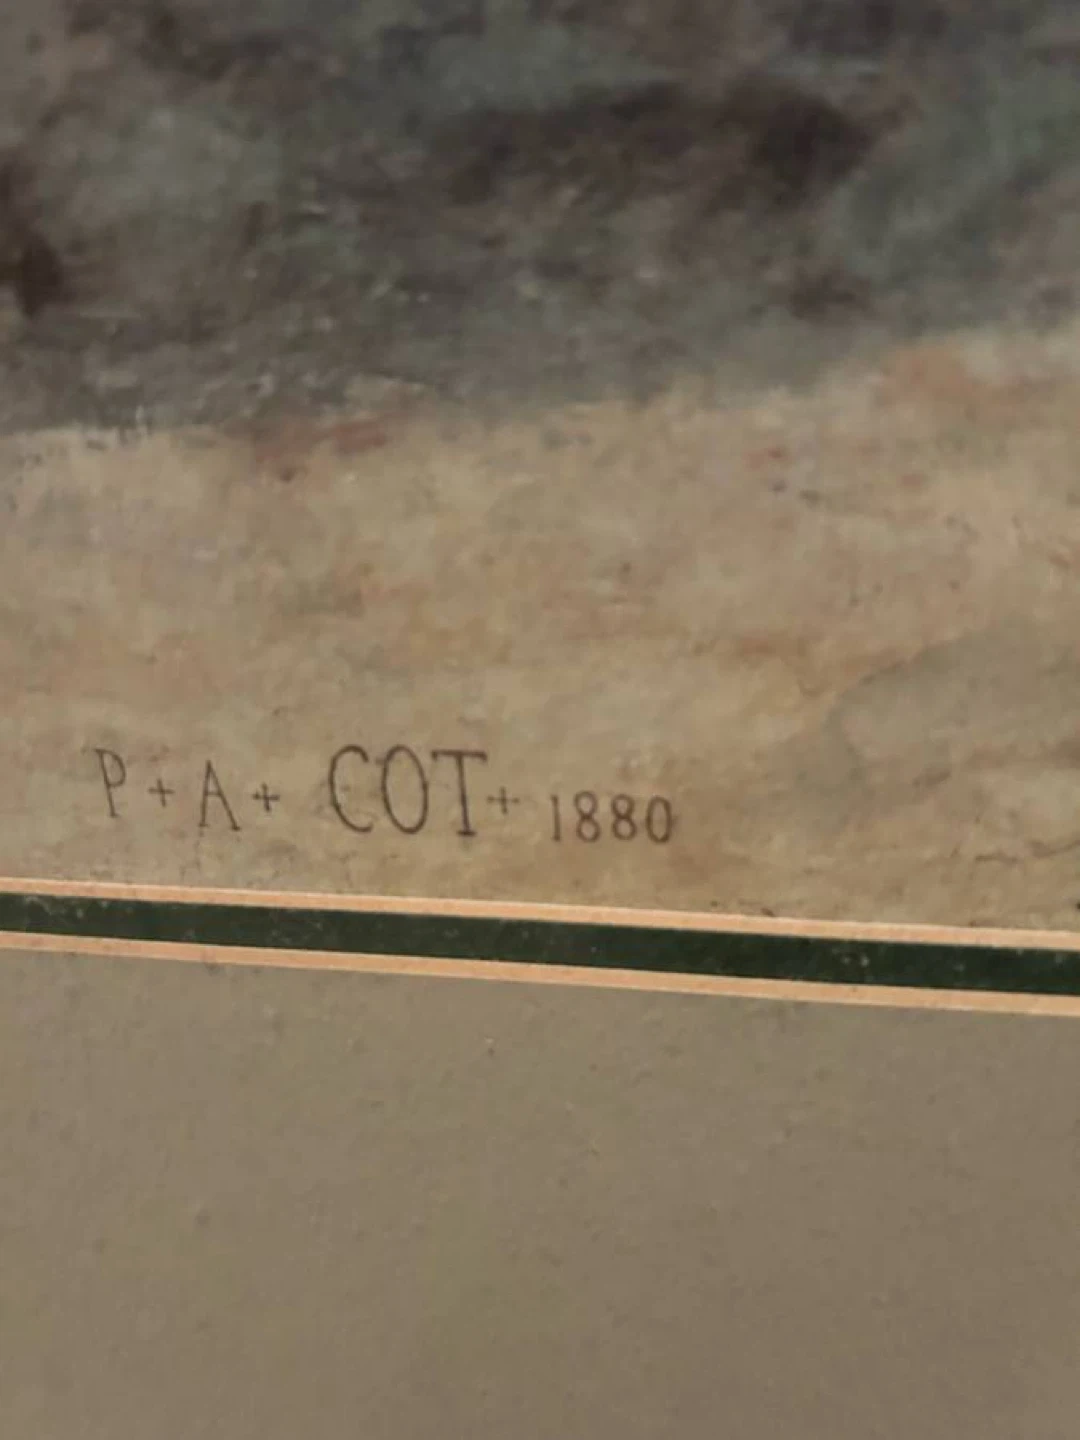 P + A + COT + 1880